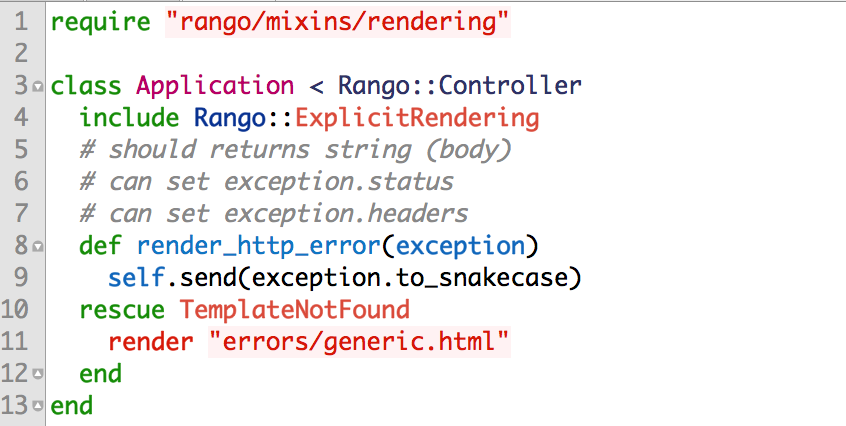 1 require "rango/mixins/rendering"
2
3 class Application < Rango::Controller
4 include Rango::ExplicitRendering
5 # should returns string (body)
6 # can set exception.status
7 # can set exception.headers
8 def render_http_error(exception)
9 self.send(exception.to_snakecase)
10 rescue TemplateNotFound
11 render "errors/generic.html"
12 end
13 end